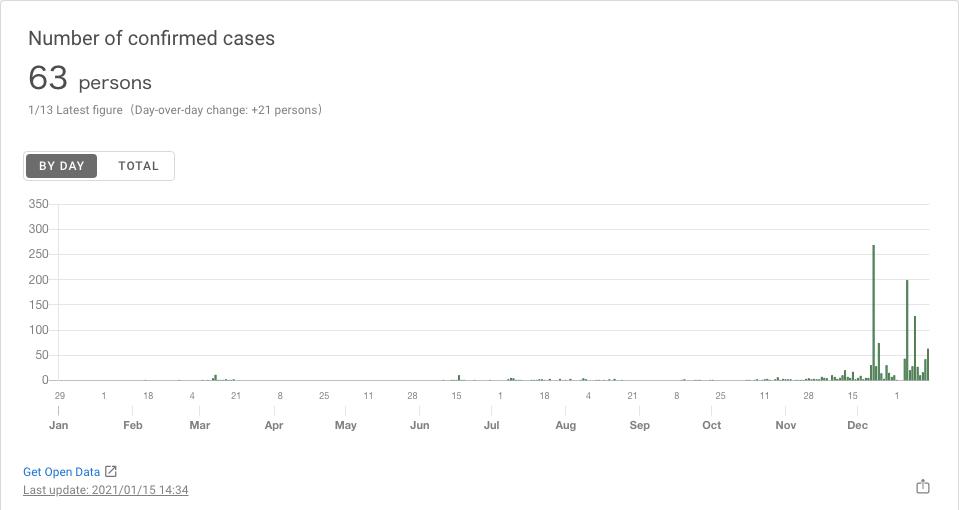 Number of confirmed cases
63 persons
1/13 Latest figure（Day-over-day change: +21 persons）
BY DAY TOTAL
350
300
250
200
150
100
50
0
29 1 18 4 21 8 25 11 28 15 1 18 4 21 8 25 11 28 15 1
Jan Feb Mar Apr May Jun Jul Aug Sep Oct Nov Dec
Get Open Data
Last update: 2021/01/15 14:34